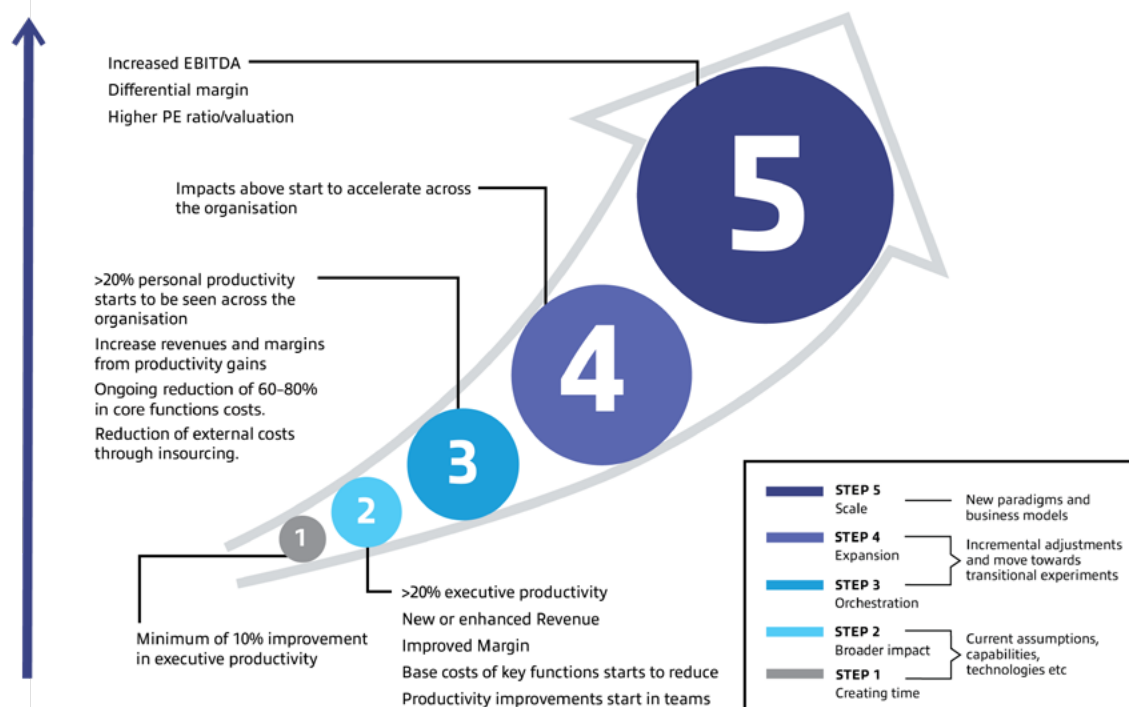 Increased EBITDA
Differential margin
Higher PE ratio/valuation
5
Impacts above start to accelerate across
the organisation
4
>20% personal productivity
starts to be seen across the
organisation
Increase revenues and margins
from productivity gains
Ongoing reduction of 60–80%
in core functions costs.
Reduction of external costs
through insourcing.
3
2
1
Minimum of 10% improvement
in executive productivity
>20% executive productivity
New or enhanced Revenue
Improved Margin
Base costs of key functions starts to reduce
Productivity improvements start in teams
STEP 5
Scale
New paradigms and
business models
STEP 4
Expansion
STEP 3
Orchestration
Incremental adjustments
and move towards
transitional experiments
STEP 2
Broader impact
STEP 1
Creating time
Current assumptions,
capabilities,
technologies etc